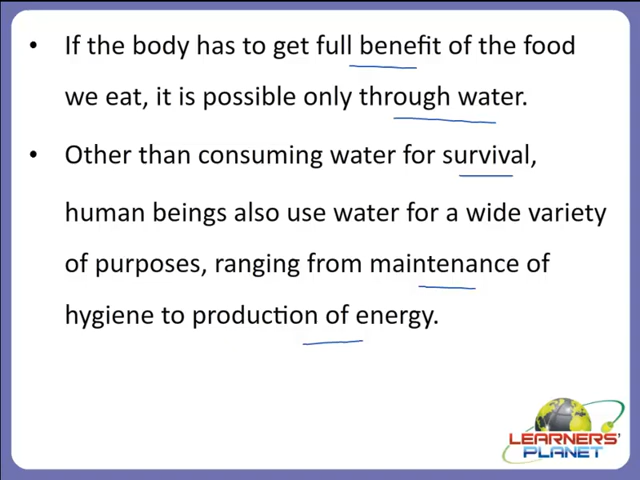 • If the body has to get full benefit of the food
we eat, it is possible only through water.
• Other than consuming water for survival,
human beings also use water for a wide variety
of purposes, ranging from maintenance of
hygiene to production of energy.
LEARNERS'
PLANET